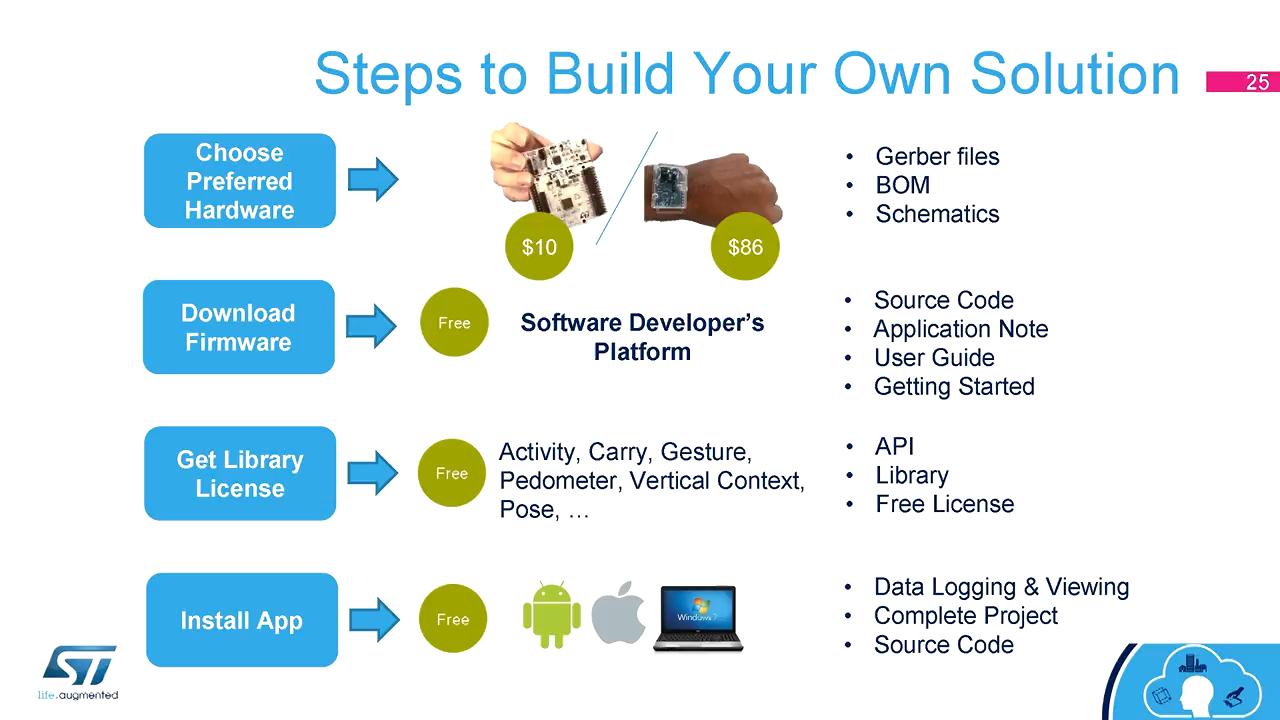 Steps to Build Your Own Solution
25
Choose
Preferred
Hardware
$10
$86
• Gerber files
• BOM
• Schematics
Download
Firmware
Free
Software Developer's
Platform
• Source Code
• Application Note
• User Guide
• Getting Started
Get Library
License
Free
Activity, Carry, Gesture,
Pedometer, Vertical Context,
Pose, …
• API
• Library
• Free License
Install App
Free
Windows 7
• Data Logging & Viewing
• Complete Project
• Source Code
ST
life.augmented